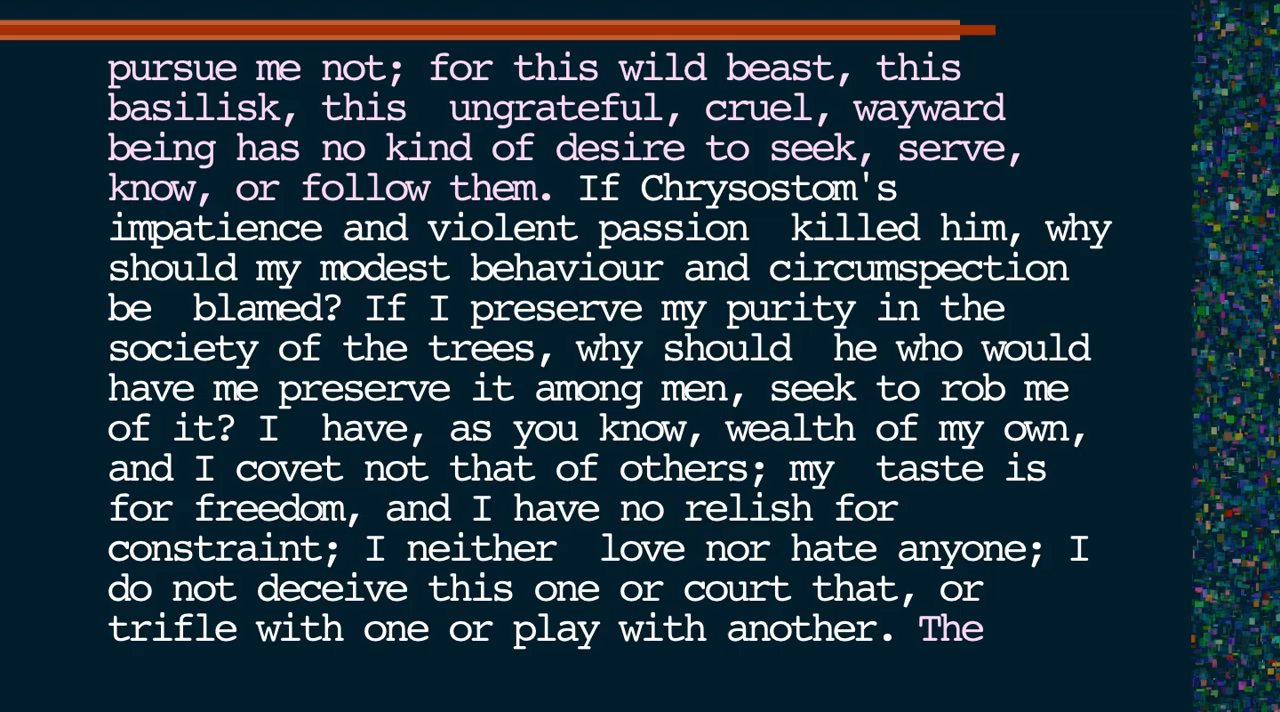 pursue me not; for this wild beast, this
basilisk, this  ungrateful, cruel, wayward
being has no kind of desire to seek, serve,
know, or follow them. If Chrysostom's
impatience and violent passion  killed him, why
should my modest behaviour and circumspection
be  blamed? If I preserve my purity in the
society of the trees, why should  he who would
have me preserve it among men, seek to rob me
of it? I  have, as you know, wealth of my own,
and I covet not that of others; my  taste is
for freedom, and I have no relish for
constraint; I neither  love nor hate anyone; I
do not deceive this one or court that, or
trifle with one or play with another. The